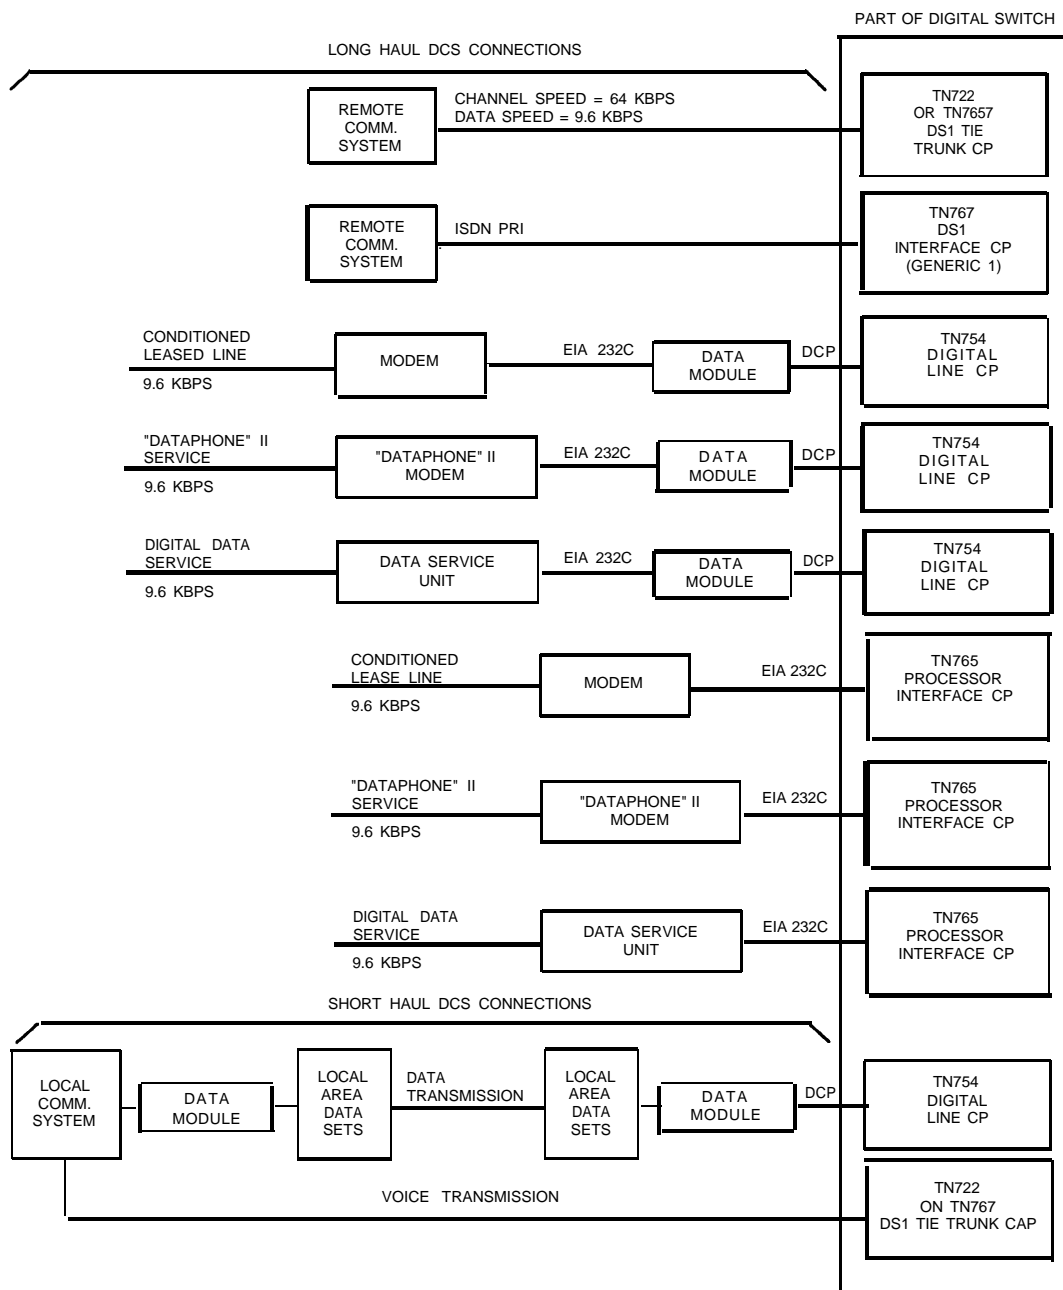 PART OF DIGITAL SWITCH
LONG HAUL DCS CONNECTIONS
REMOTE
COMM.
SYSTEM
CHANNEL SPEED = 64 KBPS
DATA SPEED = 9.6 KBPS
TN722
OR TN7657
DS1 TIE
TRUNK CP
REMOTE
COMM.
SYSTEM
ISDN PRI
TN767
DS1
INTERFACE CP
(GENERIC 1)
CONDITIONED
LEASED LINE
9.6 KBPS
MODEM
EIA 232C
DATA
MODULE
DCP
TN754
DIGITAL
LINE CP
"DATAPHONE" II
SERVICE
9.6 KBPS
"DATAPHONE" II
MODEM
EIA 232C
DATA
MODULE
DCP
TN754
DIGITAL
LINE CP
DIGITAL DATA
SERVICE
9.6 KBPS
DATA SERVICE
UNIT
EIA 232C
DATA
MODULE
DCP
TN754
DIGITAL
LINE CP
CONDITIONED
LEASE LINE
9.6 KBPS
MODEM
EIA 232C
TN765
PROCESSOR
INTERFACE CP
"DATAPHONE" II
SERVICE
9.6 KBPS
"DATAPHONE" II
MODEM
EIA 232C
TN765
PROCESSOR
INTERFACE CP
DIGITAL DATA
SERVICE
9.6 KBPS
DATA SERVICE
UNIT
EIA 232C
TN765
PROCESSOR
INTERFACE CP
SHORT HAUL DCS CONNECTIONS
LOCAL
COMM.
SYSTEM
DATA
MODULE
LOCAL
AREA
DATA
SETS
DATA
TRANSMISSION
LOCAL
AREA
DATA
SETS
DATA
MODULE
DCP
TN754
DIGITAL
LINE CP
VOICE TRANSMISSION
TN722
ON TN767
DS1 TIE TRUNK CAP